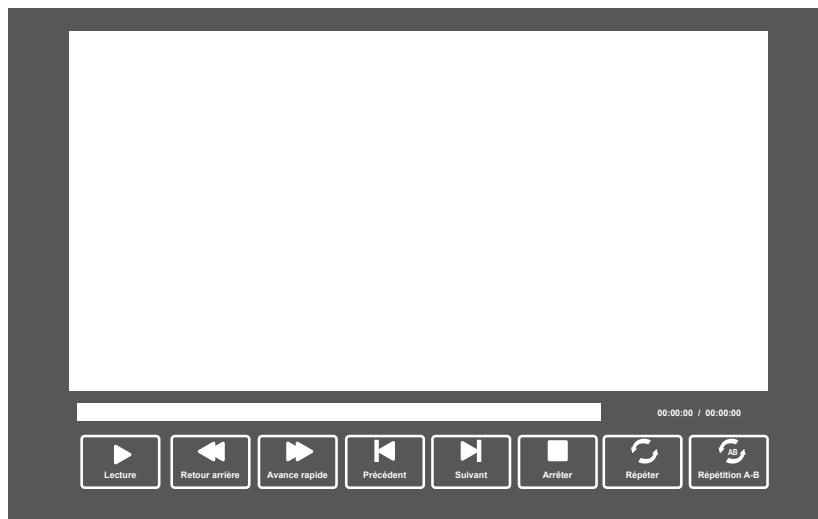 00:00:00 / 00:00:00
AB
Lecture
Retour arrière
Avance rapide
Précédent
Suivant
Arrêter
Répéter
Répétition A-B